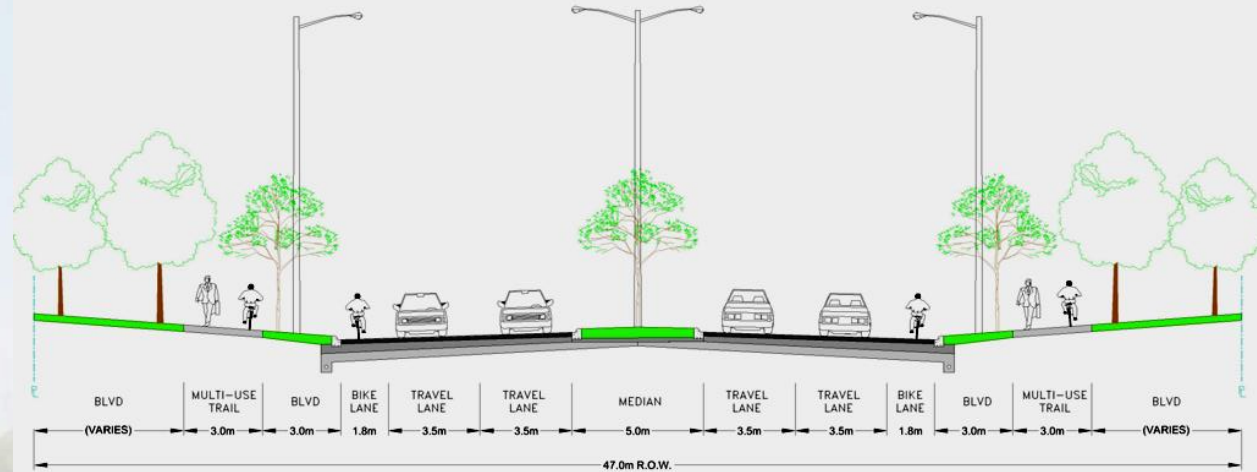 BLVD
MULTI-USE
TRAIL
BLVD
BIKE
LANE
TRAVEL
LANE
TRAVEL
LANE
MEDIAN
TRAVEL
LANE
TRAVEL
LANE
BIKE
LANE
BLVD
MULTI-USE
TRAIL
BLVD
(VARIES)
3.0m
3.0m
1.8m
3.5m
3.5m
5.0m
3.5m
3.5m
1.8m
3.0m
3.0m
(VARIES)
47.0m R.O.W.